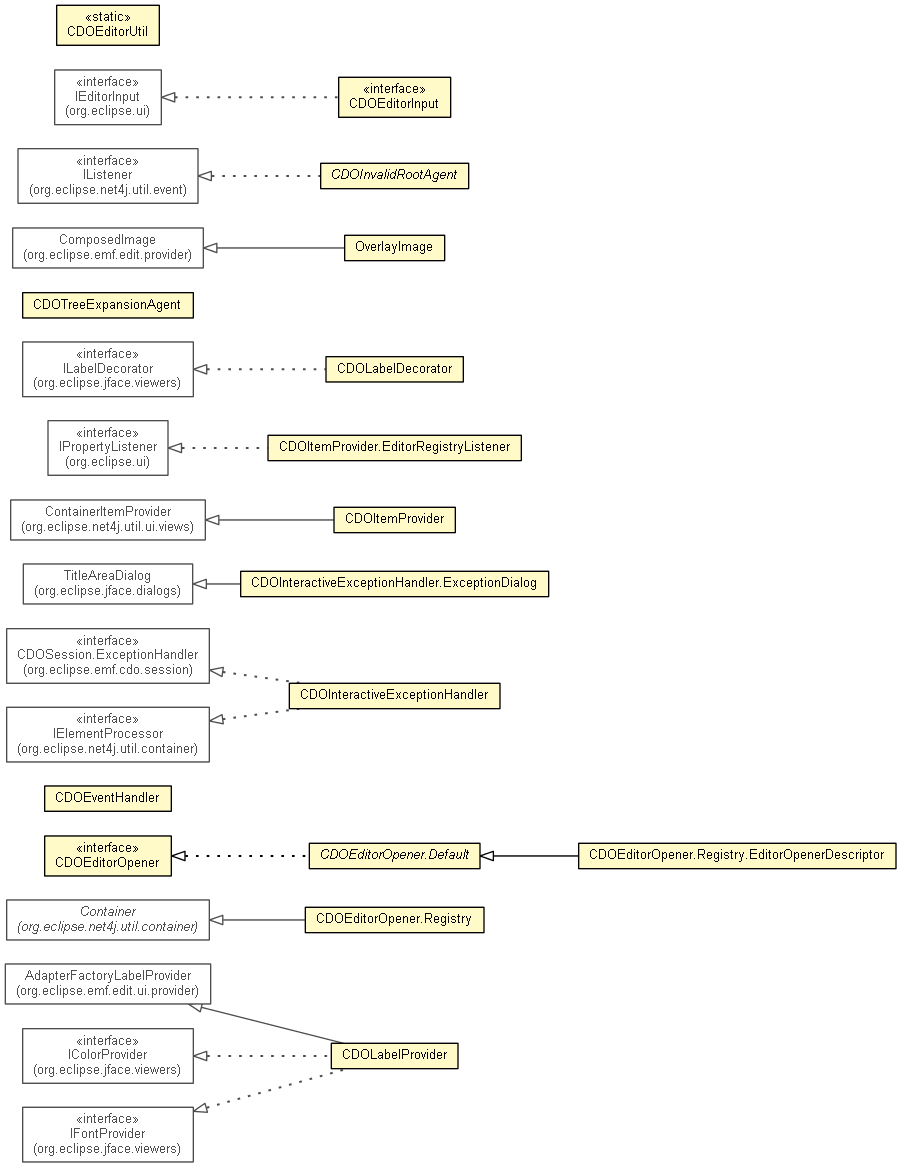 «static»
CDOEditorUtil
«interface»
IEditorInput
(org.eclipse.ui)
«interface»
CDOEditorInput
«interface»
IListener
(org.eclipse.net4j.util.event)
CDOInvalidRootAgent
ComposedImage
(org.eclipse.emf.edit.provider)
OverlayImage
CDOTreeExpansionAgent
«interface»
ILabelDecorator
(org.eclipse.jface.viewers)
CDOLabelDecorator
«interface»
IPropertyListener
(org.eclipse.ui)
CDOItemProvider.EditorRegistryListener
ContainerItemProvider
(org.eclipse.net4j.util.ui.views)
CDOItemProvider
TitleAreaDialog
(org.eclipse.jface.dialogs)
CDOInteractiveExceptionHandler.ExceptionDialog
«interface»
CDOSession.ExceptionHandler
(org.eclipse.emf.cdo.session)
CDOInteractiveExceptionHandler
«interface»
IElementProcessor
(org.eclipse.net4j.util.container)
CDOEventHandler
«interface»
CDOEditorOpener
CDOEditorOpener.Default
CDOEditorOpener.Registry.EditorOpenerDescriptor
Container
(org.eclipse.net4j.util.container)
CDOEditorOpener.Registry
AdapterFactoryLabelProvider
(org.eclipse.emf.edit.ui.provider)
«interface»
IColorProvider
(org.eclipse.jface.viewers)
CDOLabelProvider
«interface»
IFontProvider
(org.eclipse.jface.viewers)